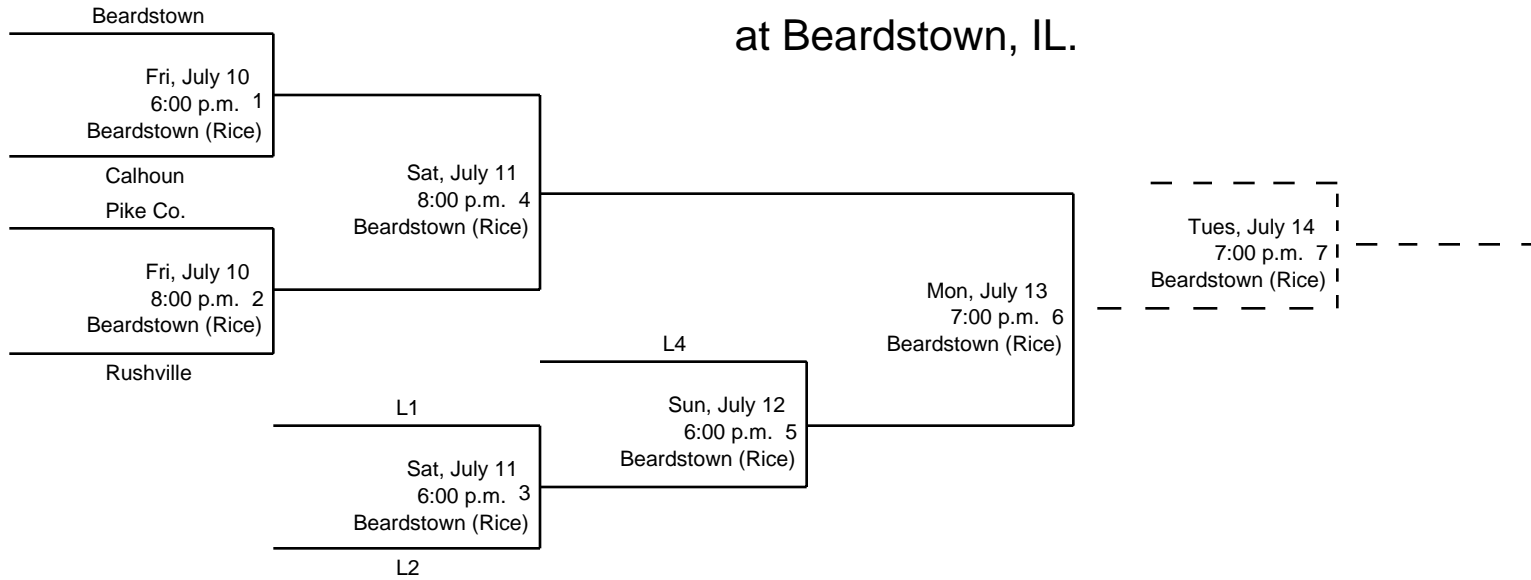 at Beardstown, IL.
Beardstown
Fri, July 10
6:00 p.m. 1
Beardstown (Rice)
Calhoun
Pike Co.
Fri, July 10
8:00 p.m. 2
Beardstown (Rice)
Rushville
Sat, July 11
8:00 p.m. 4
Beardstown (Rice)
L1
Sat, July 11
6:00 p.m. 3
Beardstown (Rice)
L2
L4
Sun, July 12
6:00 p.m. 5
Beardstown (Rice)
Mon, July 13
7:00 p.m. 6
Beardstown (Rice)
Tues, July 14
7:00 p.m. 7
Beardstown (Rice)